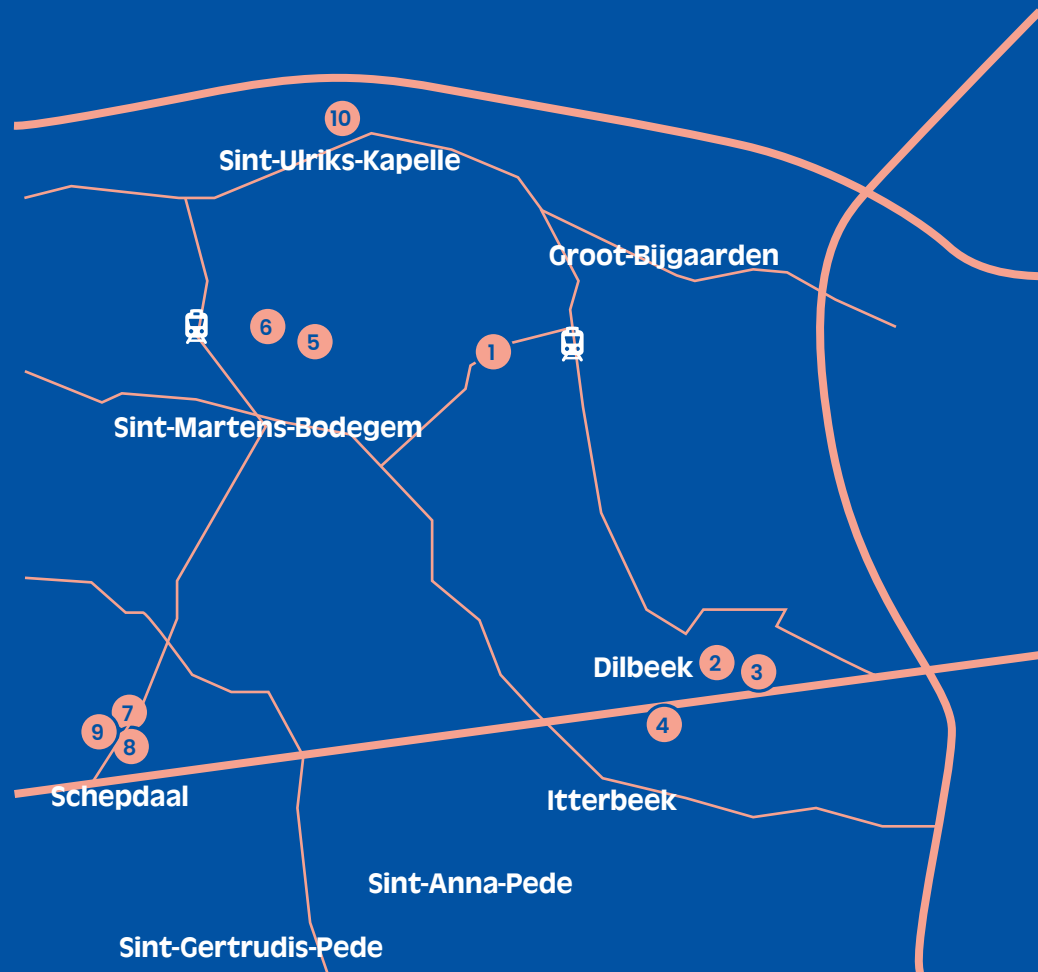 10
Sint-Ulriks-Kapelle
Groot-Bijgaarden
6
5
1
Sint-Martens-Bodegem
Dilbeek
2
3
7
9
8
4
Schepdaal
Itterbeek
Sint-Anna-Pede
Sint-Gertrudis-Pede